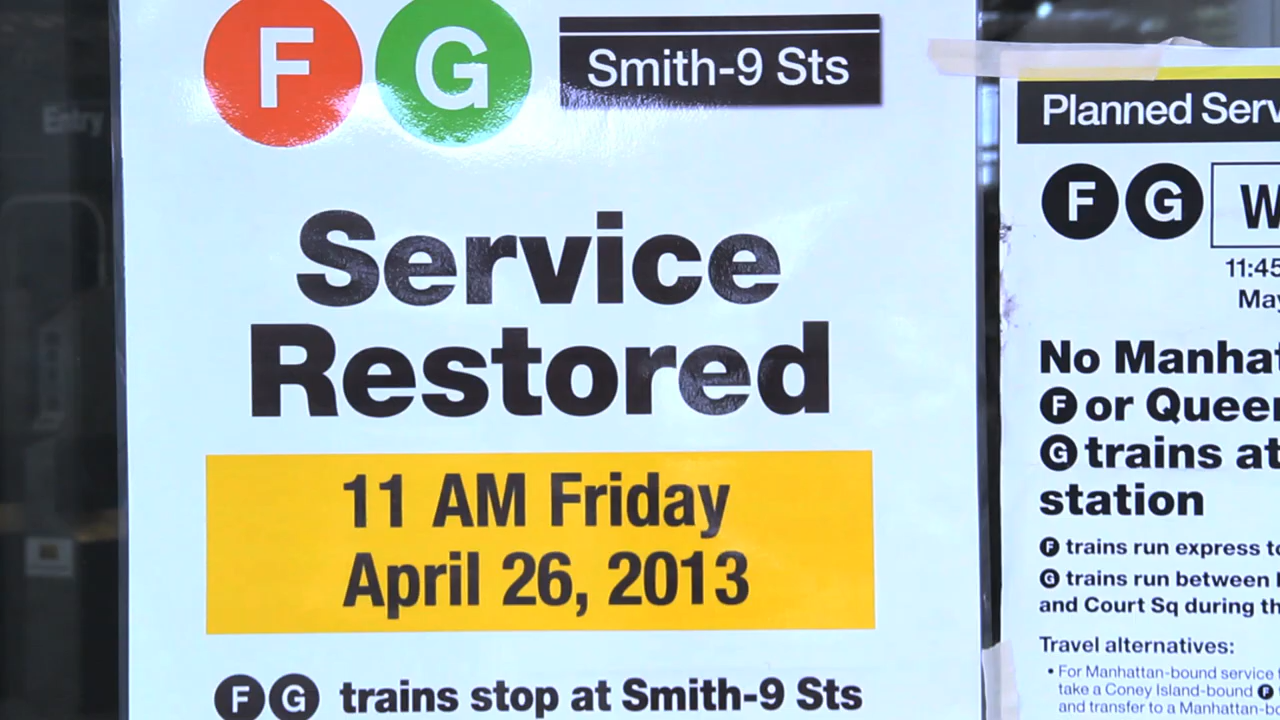 F G Smith-9 Sts
Service
Restored
11 AM Friday
April 26, 2013
F G trains stop at Smith-9 Sts
Entry
Planned Serv
F G W
11:45
May
No Manhat
F or Queen
G trains at
station
F trains run express to
G trains run between
and Court Sq during th
Travel alternatives:
• For Manhattan-bound service
take a Coney Island-bound F
and transfer to a Manhattan-bo